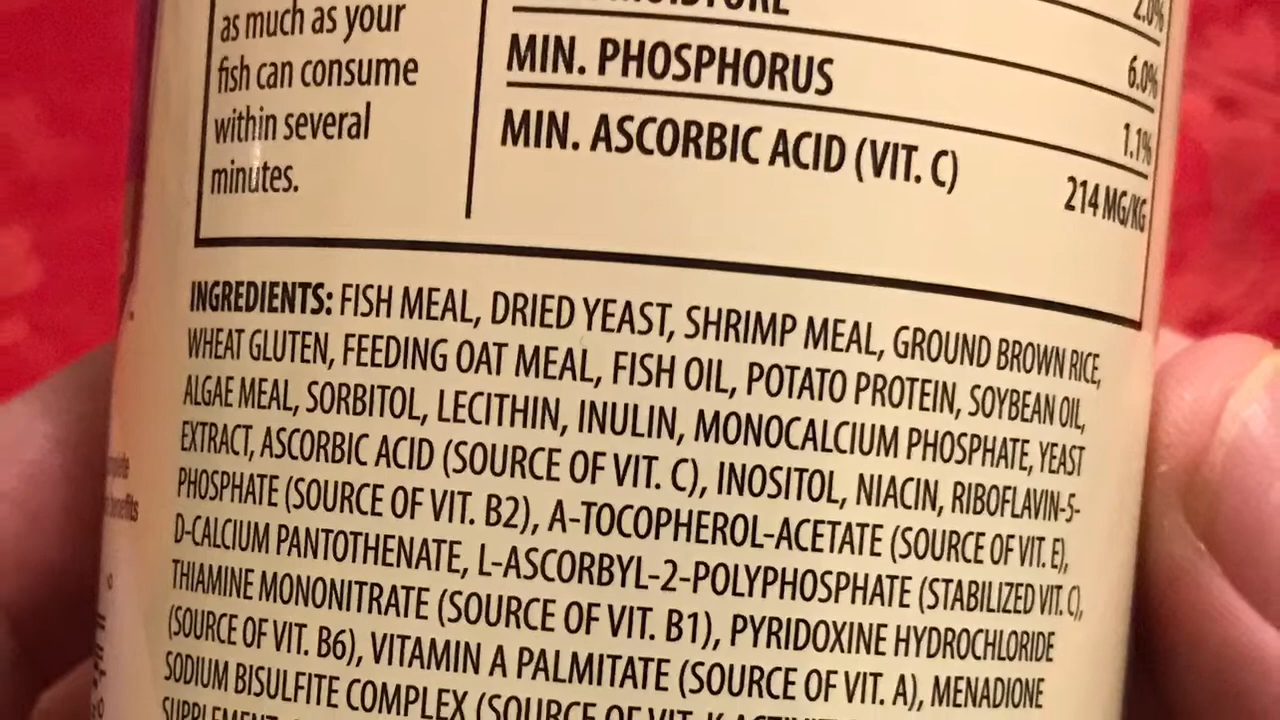 as much as your
fish can consume
within several
minutes.
2.0%
MIN. PHOSPHORUS 6.0%
MIN. ASCORBIC ACID (VIT. C) 1.1%
214 MG/KG
INGREDIENTS: FISH MEAL, DRIED YEAST, SHRIMP MEAL, GROUND BROWN RICE,
WHEAT GLUTEN, FEEDING OAT MEAL, FISH OIL, POTATO PROTEIN, SOYBEAN OIL,
ALGAE MEAL, SORBITOL, LECITHIN, INULIN, MONOCALCIUM PHOSPHATE, YEAST
EXTRACT, ASCORBIC ACID (SOURCE OF VIT. C), INOSITOL, NIACIN, RIBOFLAVIN-5-
PHOSPHATE (SOURCE OF VIT. B2), A-TOCOPHEROL-ACETATE (SOURCE OF VIT. E),
D-CALCIUM PANTOTHENATE, L-ASCORBYL-2-POLYPHOSPHATE (STABILIZED VIT. C),
THIAMINE MONONITRATE (SOURCE OF VIT. B1), PYRIDOXINE HYDROCHLORIDE
(SOURCE OF VIT. B6), VITAMIN A PALMITATE (SOURCE OF VIT. A), MENADIONE
SODIUM BISULFITE COMPLEX (SOURCE OF VIT. K